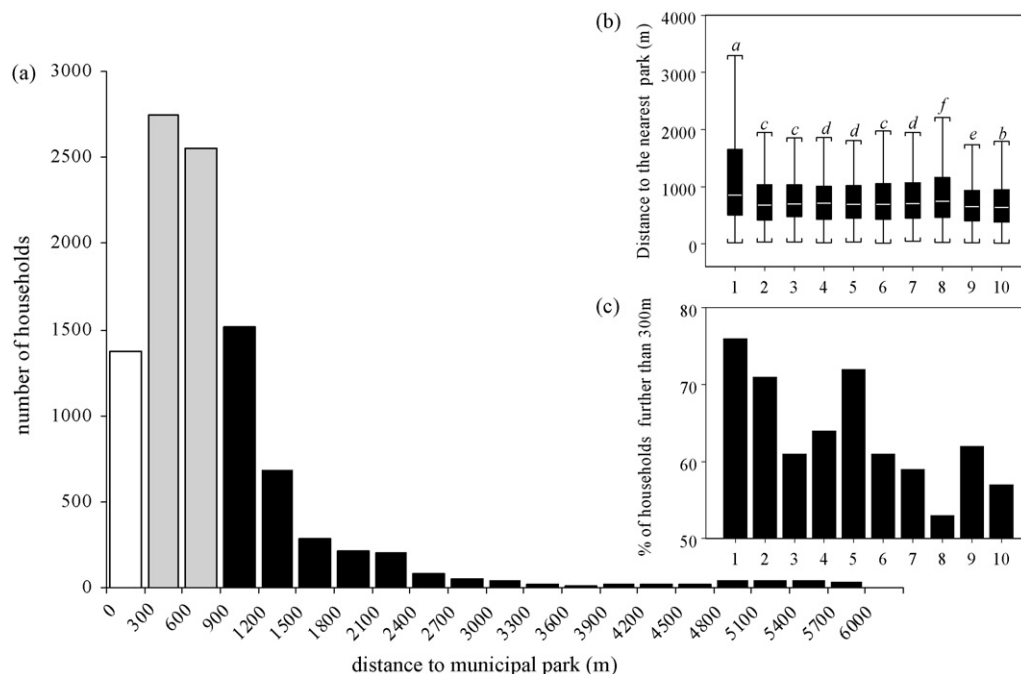 (a)
number of households
3000
2500
2000
1500
1000
500
0
0 300 600 900 1200 1500 1800 2100 2400 2700 3000 3300 3600 3900 4200 4500 4800 5100 5400 5700 6000
distance to municipal park (m)
(b)
Distance to the nearest park (m)
4000
3000
2000
1000
0
a c c d d c d f e b
1 2 3 4 5 6 7 8 9 10
(c)
% of households further than 300m
80
70
60
50
1 2 3 4 5 6 7 8 9 10